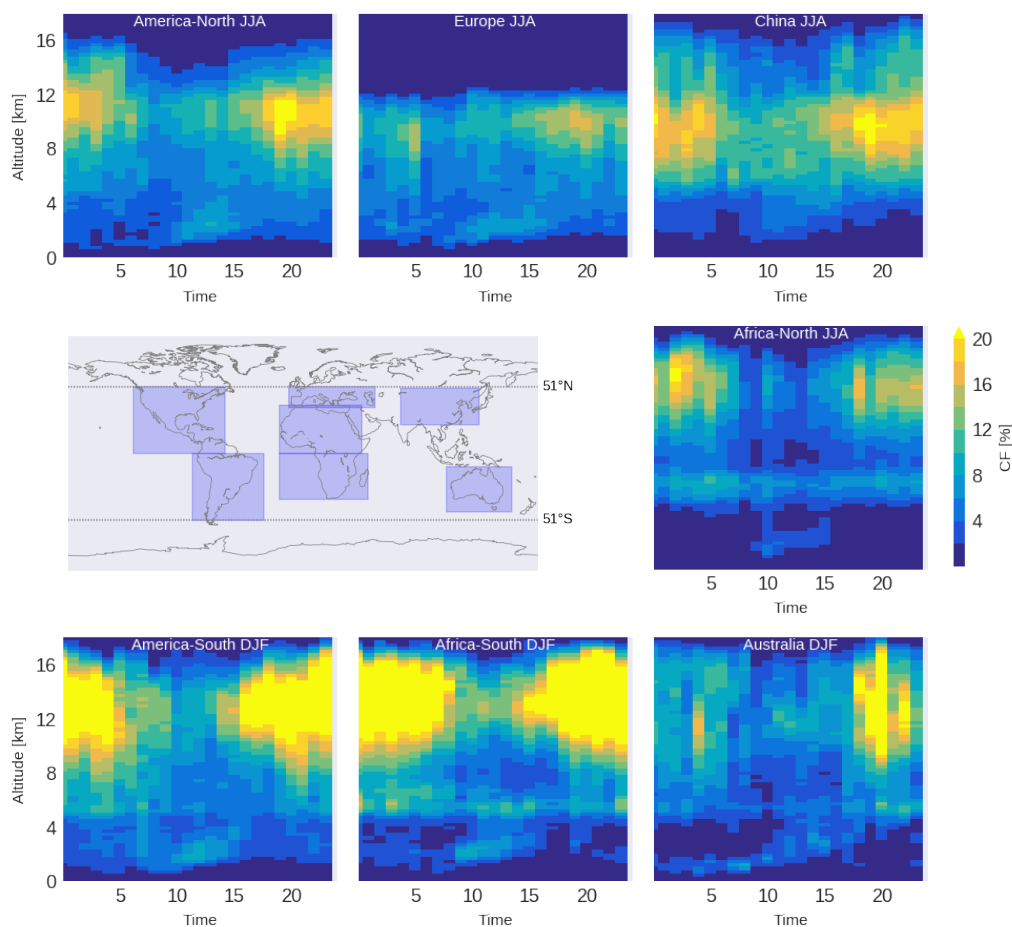 America-North JJA
Europe JJA
China JJA
Altitude [km]
16
12
8
4
0
5 10 15 20
5 10 15 20
5 10 15 20
Time
Time
Time
51°N
51°S
Africa-North JJA
5 10 15 20
Time
20
16
12
8
4
CF [%]
America-South DJF
Africa-South DJF
Australia DJF
Altitude [km]
16
12
8
4
0
5 10 15 20
5 10 15 20
5 10 15 20
Time
Time
Time